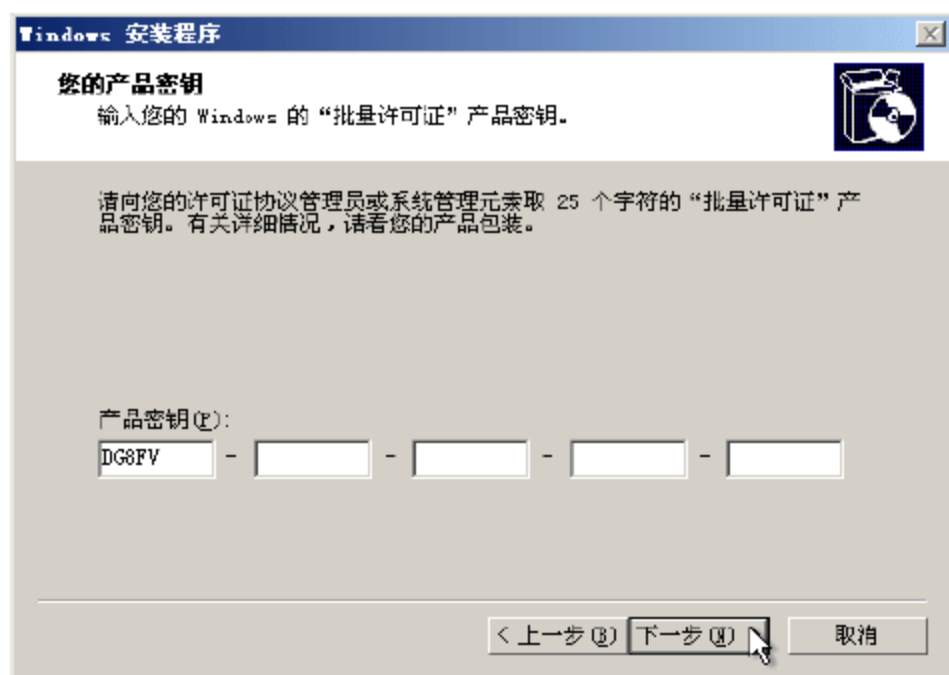 Windows 安装程序
您的产品密钥
输入您的 Windows 的“批量许可证”产品密钥。
请向您的许可证协议管理员或系统管理元索取 25 个字符的“批量许可证”产
品密钥。有关详细情况，请看您的产品包装。
产品密钥(P):
DG8FV - - - -
< 上一步(B) 下一步(N) > 取消